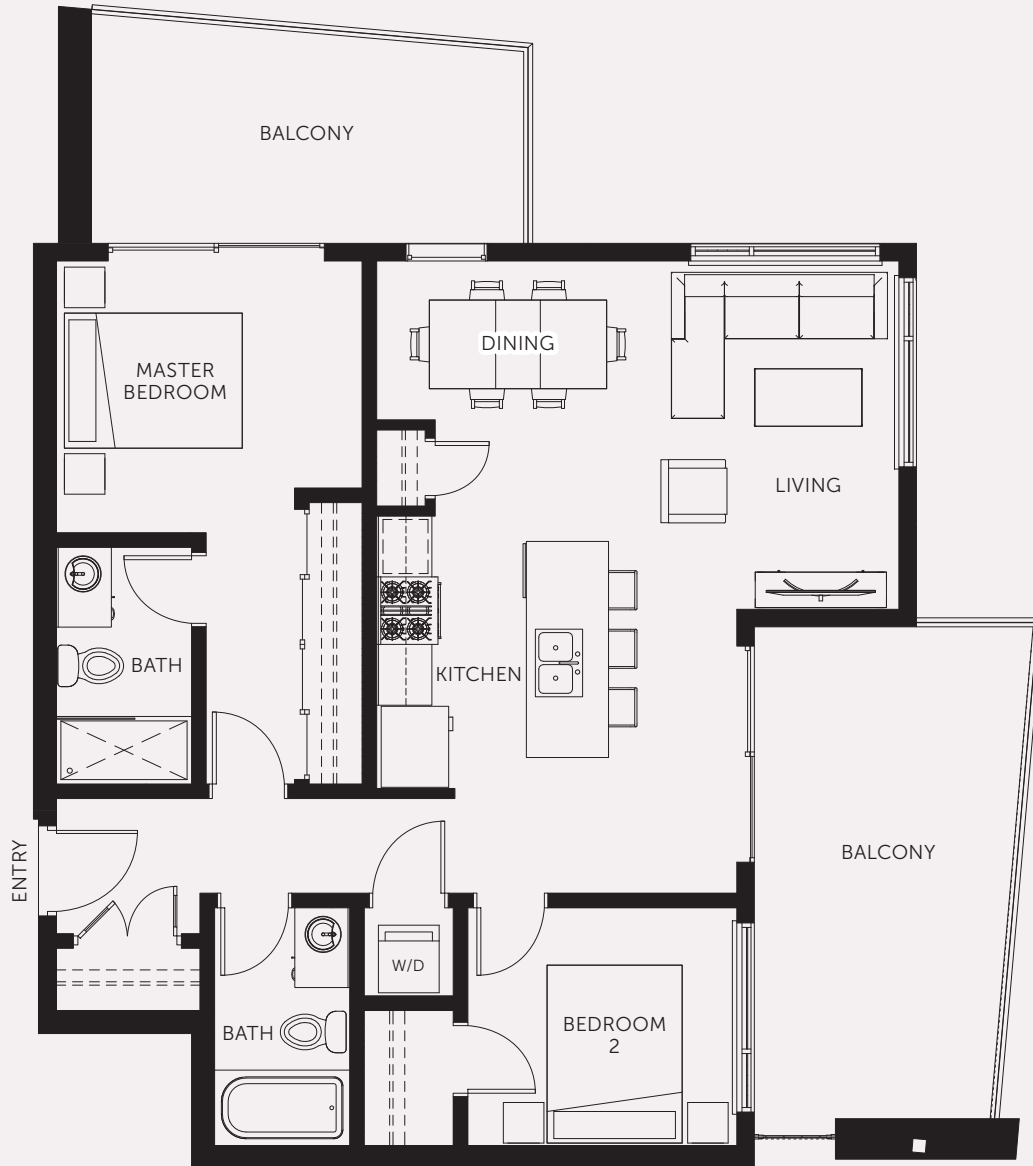 BALCONY
MASTER
BEDROOM
DINING
LIVING
BATH
KITCHEN
ENTRY
BALCONY
W/D
BATH
BEDROOM
2